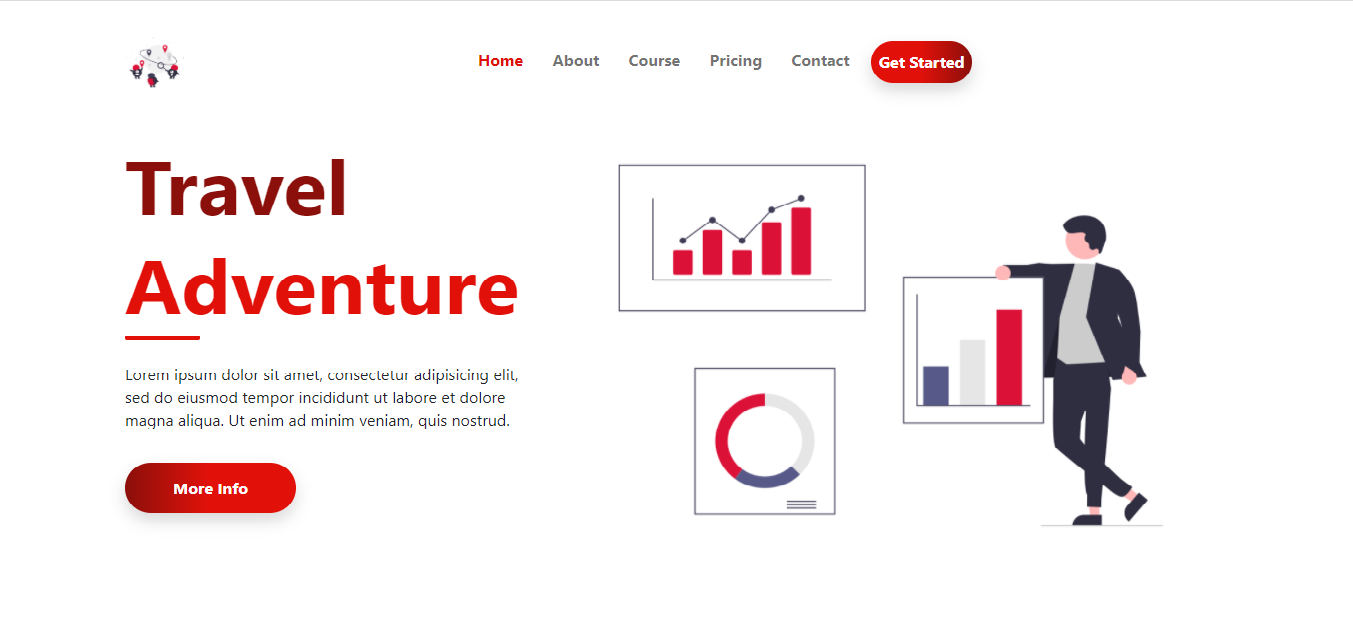 Home About Course Pricing Contact Get Started
Travel
Adventure
Lorem ipsum dolor sit amet, consectetur adipisicing elit,
sed do eiusmod tempor incididunt ut labore et dolore
magna aliqua. Ut enim ad minim veniam, quis nostrud.
More Info